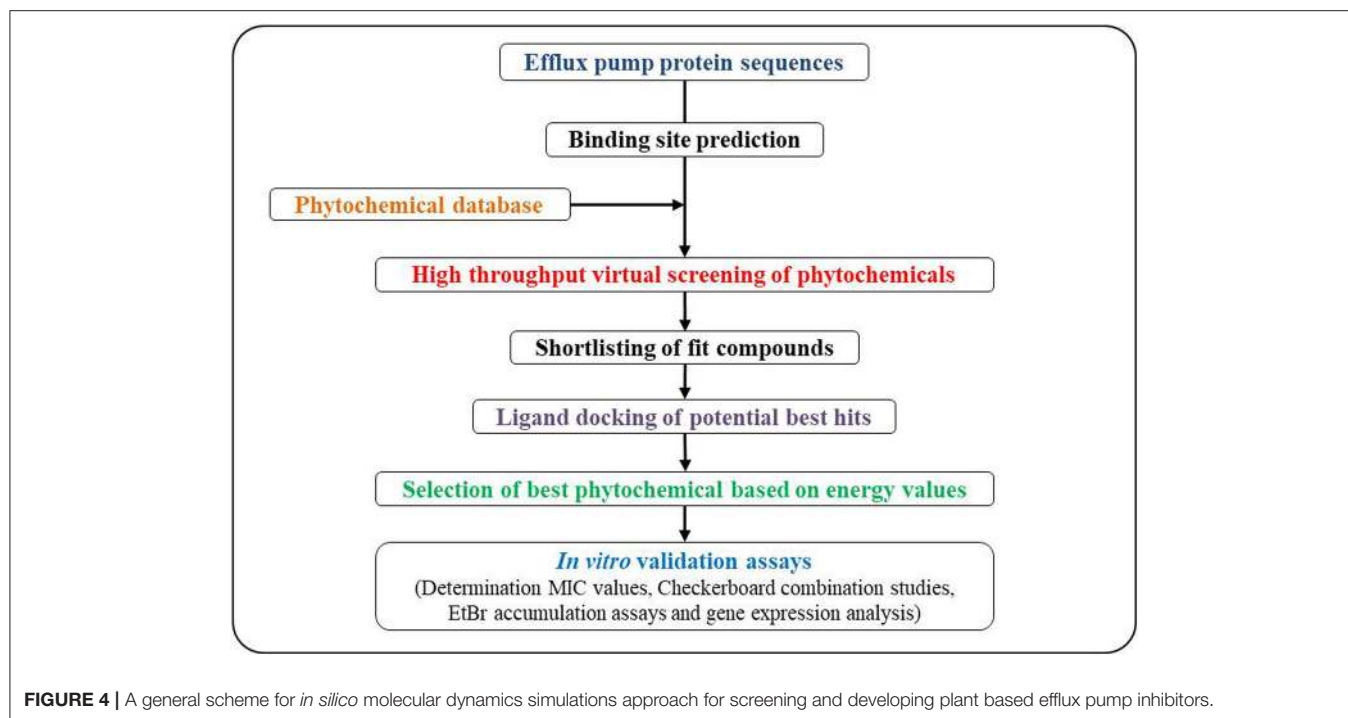 Efflux pump protein sequences
Binding site prediction
Phytochemical database
High throughput virtual screening of phytochemicals
Shortlisting of fit compounds
Ligand docking of potential best hits
Selection of best phytochemical based on energy values
In vitro validation assays
(Determination MIC values, Checkerboard combination studies,
EtBr accumulation assays and gene expression analysis)
FIGURE 4 | A general scheme for in silico molecular dynamics simulations approach for screening and developing plant based efflux pump inhibitors.